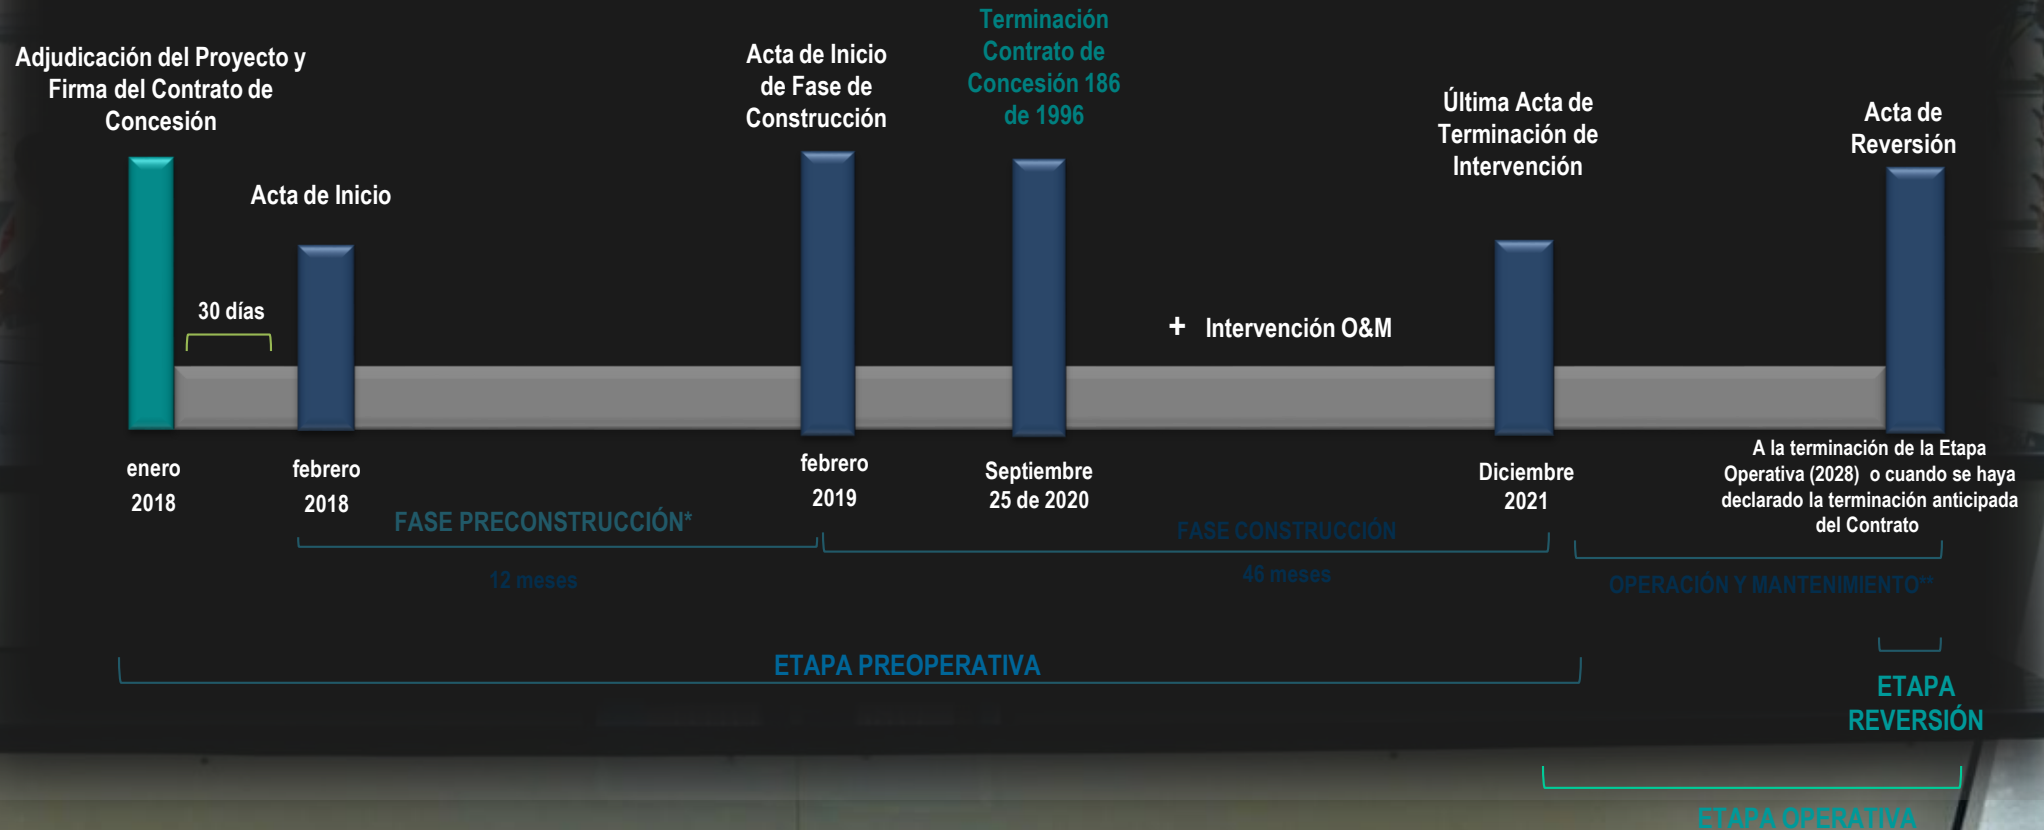 Adjudicación del Proyecto y
Firma del Contrato de
Concesión
Acta de Inicio
Acta de Inicio
de Fase de
Construcción
Terminación
Contrato de
Concesión 186
de 1996
Última Acta de
Terminación de
Intervención
Acta de
Reversión
30 días
+ Intervención O&M
enero
2018
febrero
2018
febrero
2019
Septiembre
25 de 2020
Diciembre
2021
A la terminación de la Etapa
Operativa (2028) o cuando se haya
declarado la terminación anticipada
del Contrato
FASE PRECONSTRUCCIÓN*
12 meses
FASE CONSTRUCCIÓN
46 meses
OPERACIÓN Y MANTENIMIENTO**
ETAPA PREOPERATIVA
ETAPA
REVERSIÓN
ETAPA OPERATIVA